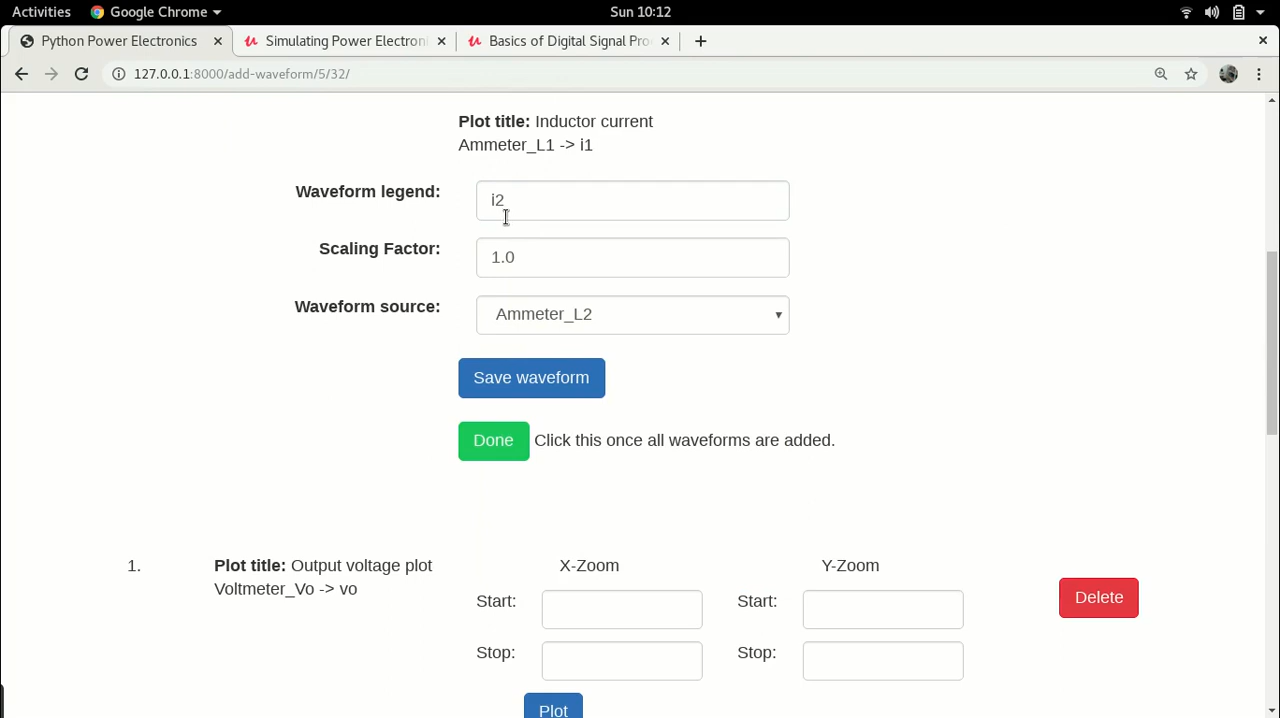 Activities Google Chrome Sun 10:12
Python Power Electronics Simulating Power Electroni Basics of Digital Signal Pro
127.0.0.1:8000/add-waveform/5/32/
Plot title: Inductor current
Ammeter_L1 -> i1
Waveform legend: i2
Scaling Factor: 1.0
Waveform source: Ammeter_L2
Save waveform
Done Click this once all waveforms are added.
1. Plot title: Output voltage plot X-Zoom Y-Zoom
Voltmeter_Vo -> vo
Start: Start: Delete
Stop: Stop:
Plot